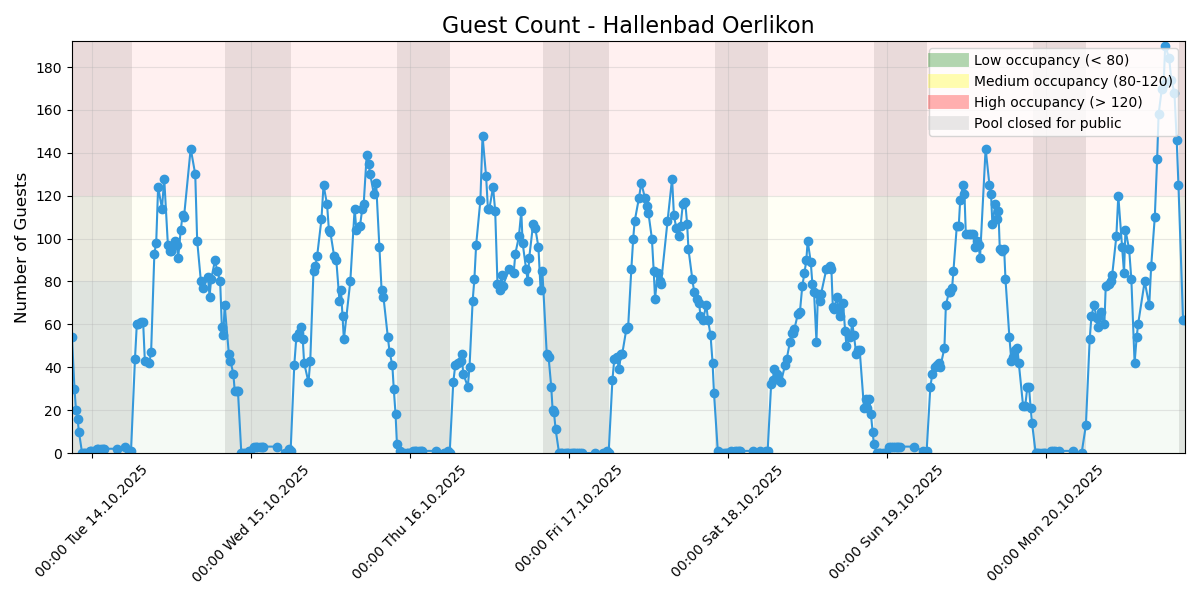 Guest Count - Hallenbad Oerlikon
Number of Guests
180
160
140
120
100
80
60
40
20
0
Low occupancy (< 80)
Medium occupancy (80-120)
High occupancy (> 120)
Pool closed for public
00:00 Tue 14.10.2025
00:00 Wed 15.10.2025
00:00 Thu 16.10.2025
00:00 Fri 17.10.2025
00:00 Sat 18.10.2025
00:00 Sun 19.10.2025
00:00 Mon 20.10.2025